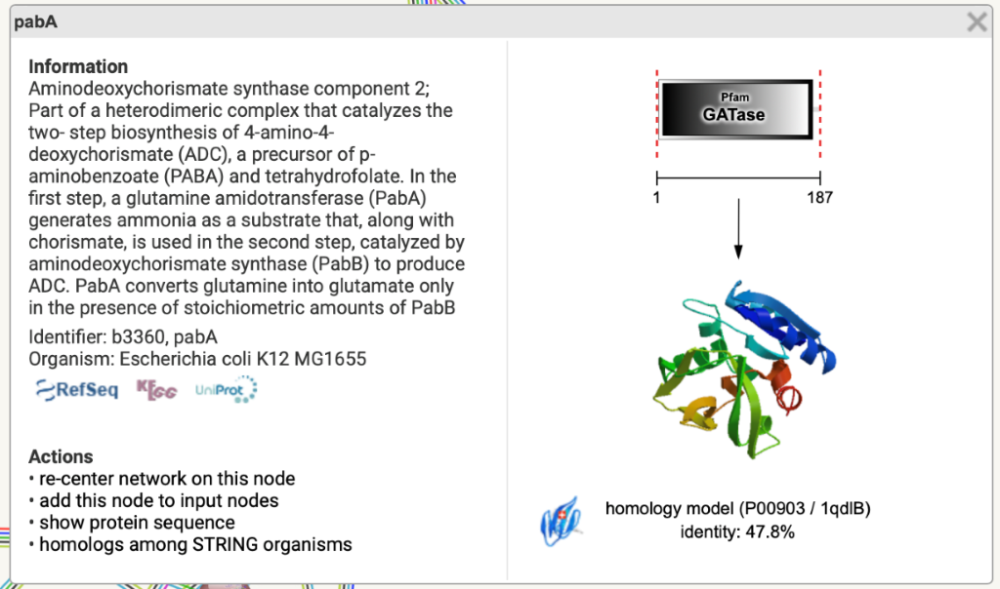 pabA
Information
Aminodeoxychorismate synthase component 2;
Part of a heterodimeric complex that catalyzes the
two- step biosynthesis of 4-amino-4-
deoxychorismate (ADC), a precursor of p-
aminobenzoate (PABA) and tetrahydrofolate. In the
first step, a glutamine amidotransferase (PabA)
generates ammonia as a substrate that, along with
chorismate, is used in the second step, catalyzed by
aminodeoxychorismate synthase (PabB) to produce
ADC. PabA converts glutamine into glutamate only
in the presence of stoichiometric amounts of PabB
Identifier: b3360, pabA
Organism: Escherichia coli K12 MG1655
RefSeq KEGG UniProt
Actions
• re-center network on this node
• add this node to input nodes
• show protein sequence
• homologs among STRING organisms
Pfam
GATase
1 187
homology model (P00903 / 1qdlB)
identity: 47.8%